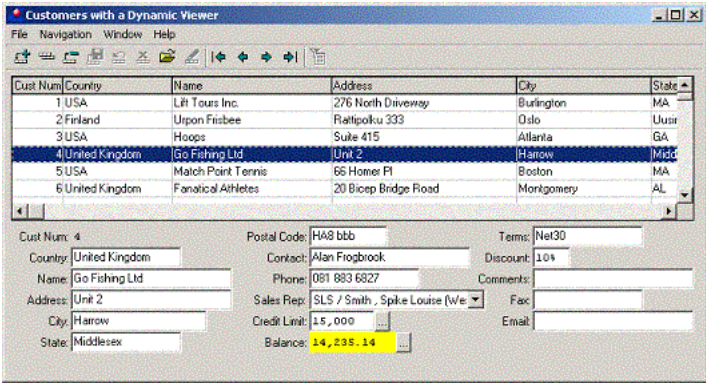 Customers with a Dynamic Viewer
File Navigation Window Help
Cust Num Country Name Address City State
1 USA Lift Tours Inc. 276 North Driveway Burlington MA
2 Finland Urpon Frisbee Rattipolku 333 Oslo Uusi
3 USA Hoops Suite 415 Atlanta GA
4 United Kingdom Go Fishing Ltd Unit 2 Harrow Midd
5 USA Match Point Tennis 66 Homer Pl Boston MA
6 United Kingdom Fanatical Athletes 20 Bicep Bridge Road Montgomery AL
Cust Num: 4 Postal Code: HA8 bbb Terms: Net30
Country: United Kingdom Contact: Alan Frogbrook Discount: 10%
Name: Go Fishing Ltd Phone: 081 883 6827 Comments:
Address: Unit 2 Sales Rep: SLS / Smith , Spike Louise (We: Fax:
City: Harrow Credit Limit: 15,000 ... Email:
State: Middlesex Balance: 14,235.14 ...